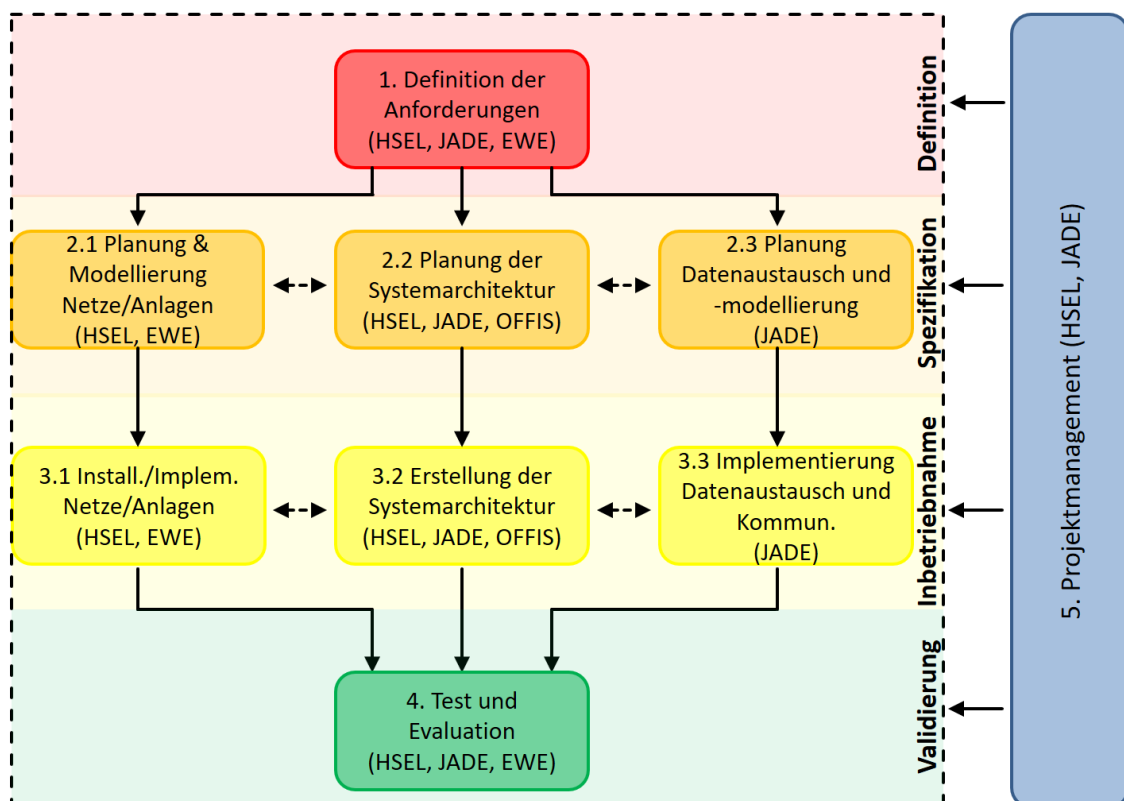 1. Definition der
Anforderungen
(HSEL, JADE, EWE)
Definition
2.1 Planung &
Modellierung
Netze/Anlagen
(HSEL, EWE)
2.2 Planung der
Systemarchitektur
(HSEL, JADE, OFFIS)
2.3 Planung
Datenaustausch und
-modellierung
(JADE)
Spezifikation
3.1 Install./Implem.
Netze/Anlagen
(HSEL, EWE)
3.2 Erstellung der
Systemarchitektur
(HSEL, JADE, OFFIS)
3.3 Implementierung
Datenaustausch und
Kommun.
(JADE)
Inbetriebnahme
4. Test und
Evaluation
(HSEL, JADE, EWE)
Validierung
5. Projektmanagement (HSEL, JADE)